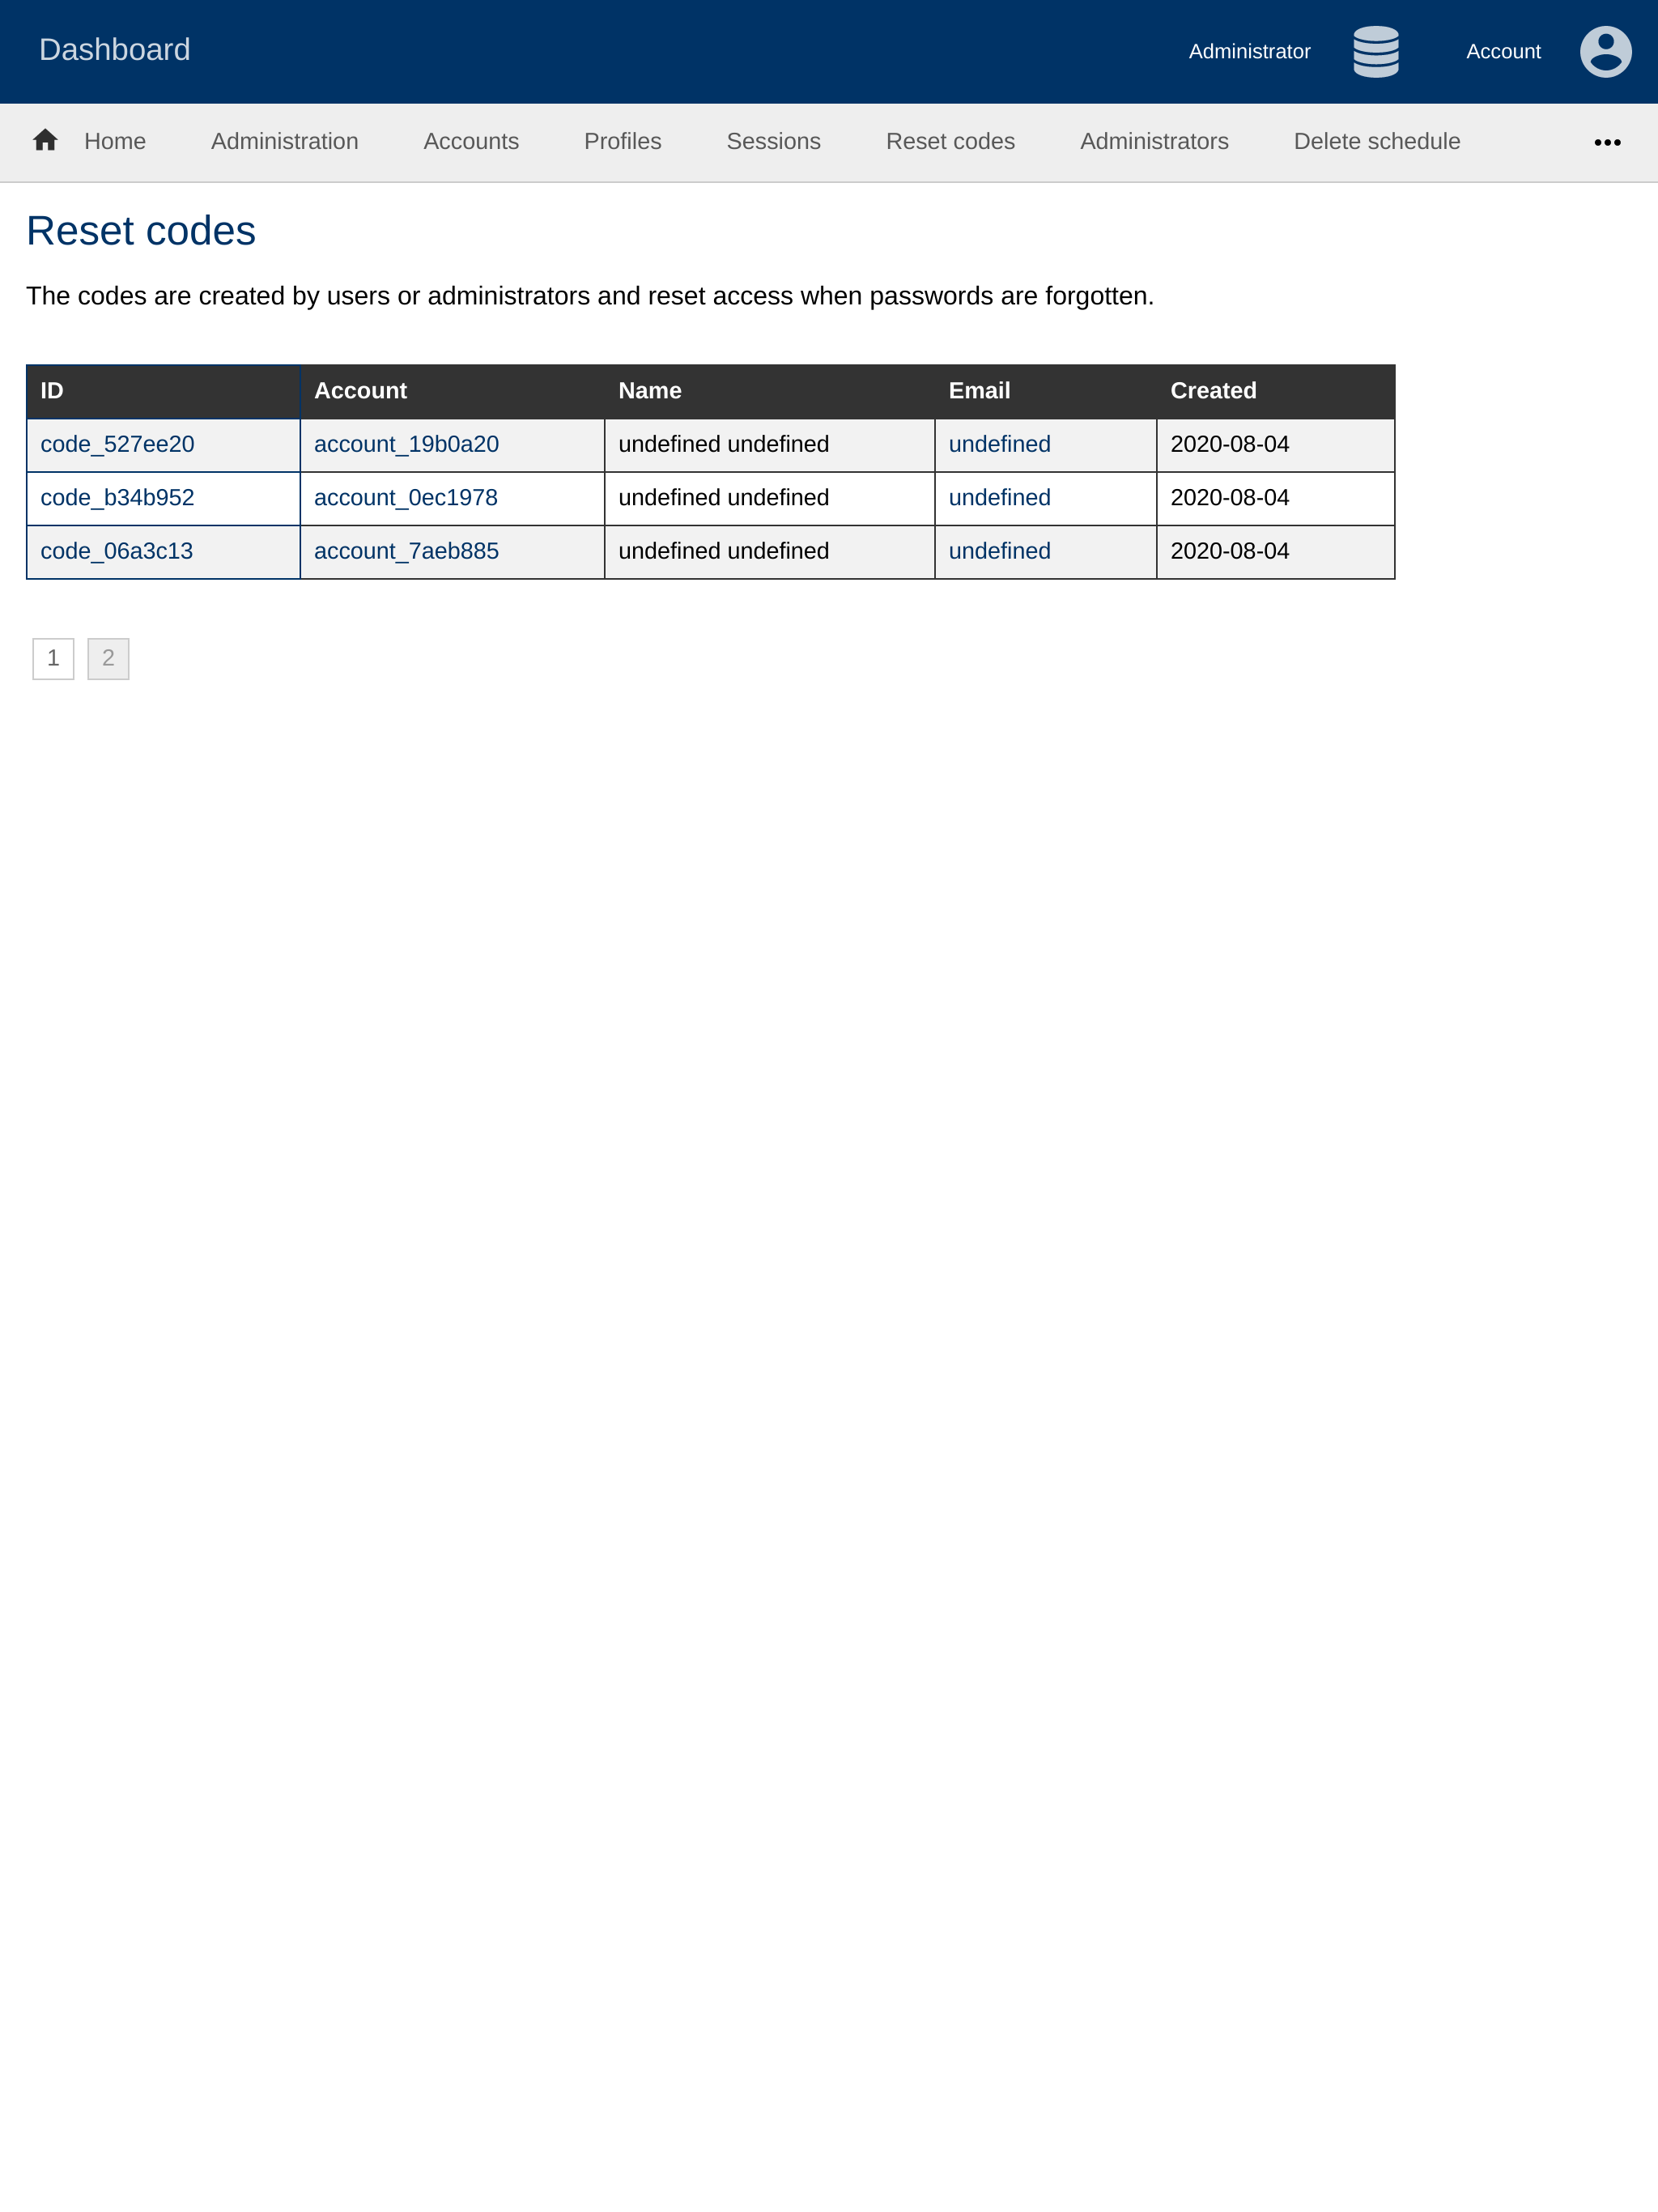 Dashboard Administrator Account
Home Administration Accounts Profiles Sessions Reset codes Administrators Delete schedule
Reset codes
The codes are created by users or administrators and reset access when passwords are forgotten.
ID Account Name Email Created
code_527ee20 account_19b0a20 undefined undefined undefined 2020-08-04
code_b34b952 account_0ec1978 undefined undefined undefined 2020-08-04
code_06a3c13 account_7aeb885 undefined undefined undefined 2020-08-04
1 2